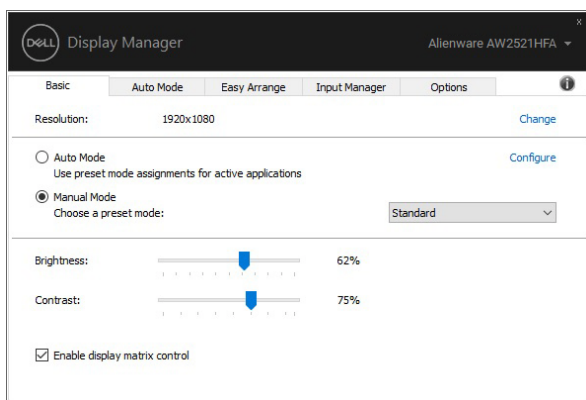 x
DELL Display Manager Alienware AW2521HFA
Basic Auto Mode Easy Arrange Input Manager Options i
Resolution: 1920x1080 Change
Auto Mode Configure
Use preset mode assignments for active applications
Manual Mode
Choose a preset mode: Standard
Brightness: 62%
Contrast: 75%
Enable display matrix control